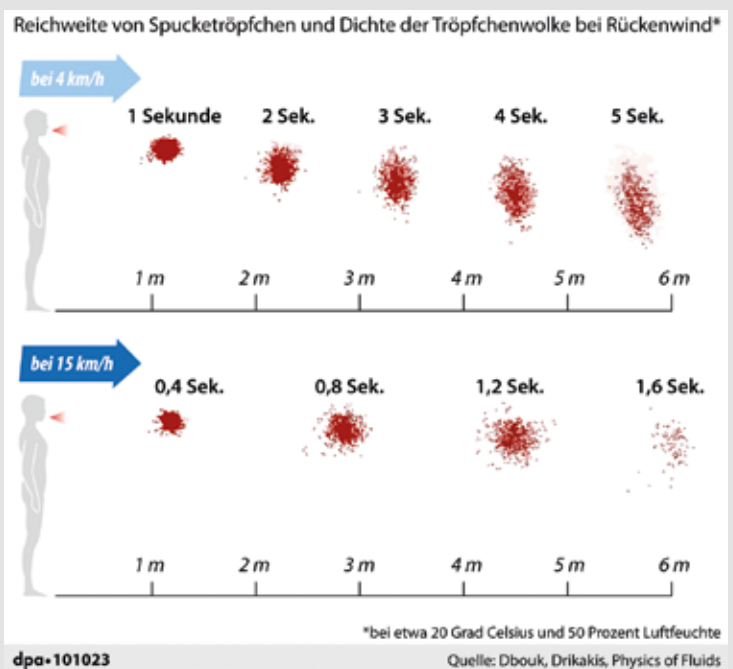 Reichweite von Spucketröpfchen und Dichte der Tröpfchenwolke bei Rückenwind*
bei 4 km/h
1 Sekunde 2 Sek. 3 Sek. 4 Sek. 5 Sek.
1 m 2 m 3 m 4 m 5 m 6 m
bei 15 km/h
0,4 Sek. 0,8 Sek. 1,2 Sek. 1,6 Sek.
1 m 2 m 3 m 4 m 5 m 6 m
*bei etwa 20 Grad Celsius und 50 Prozent Luftfeuchte
dpa•101023 Quelle: Dbouk, Drikakis, Physics of Fluids